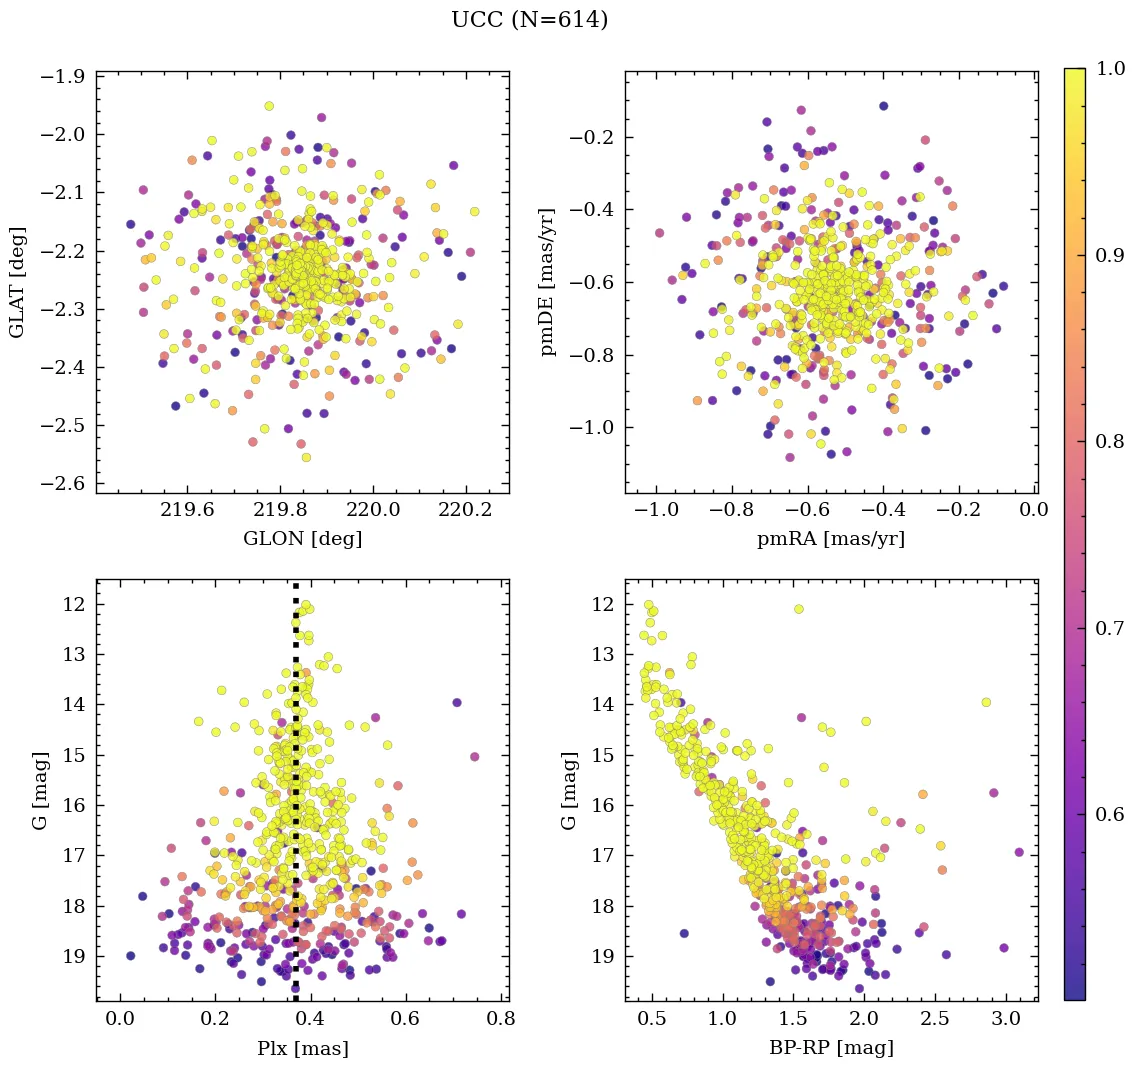 UCC (N=614)
−1.9
−2.0
−2.1
−2.2
−2.3
−2.4
−2.5
−2.6
GLAT [deg]
219.6 219.8 220.0 220.2
GLON [deg]
−0.2
−0.4
−0.6
−0.8
−1.0
pmDE [mas/yr]
−1.0 −0.8 −0.6 −0.4 −0.2 0.0
pmRA [mas/yr]
12
13
14
15
16
17
18
19
G [mag]
0.0 0.2 0.4 0.6 0.8
Plx [mas]
12
13
14
15
16
17
18
19
G [mag]
0.5 1.0 1.5 2.0 2.5 3.0
BP-RP [mag]
1.0
0.9
0.8
0.7
0.6